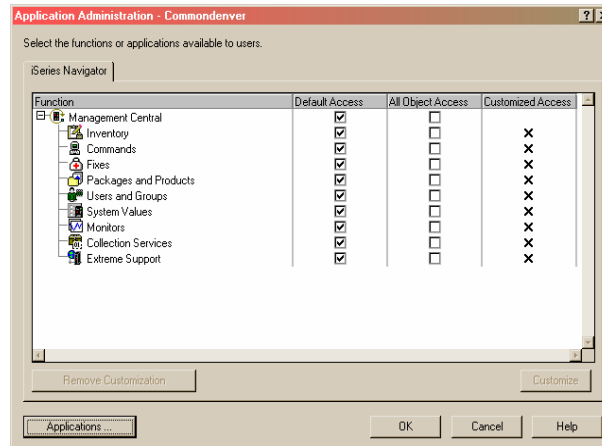 Application Administration - Commondenver
Select the functions or applications available to users.
iSeries Navigator
Function Default Access All Object Access Customized Access
Management Central
Inventory
Commands
Fixes
Packages and Products
Users and Groups
System Values
Monitors
Collection Services
Extreme Support
Remove Customization Customize
Applications ... OK Cancel Help